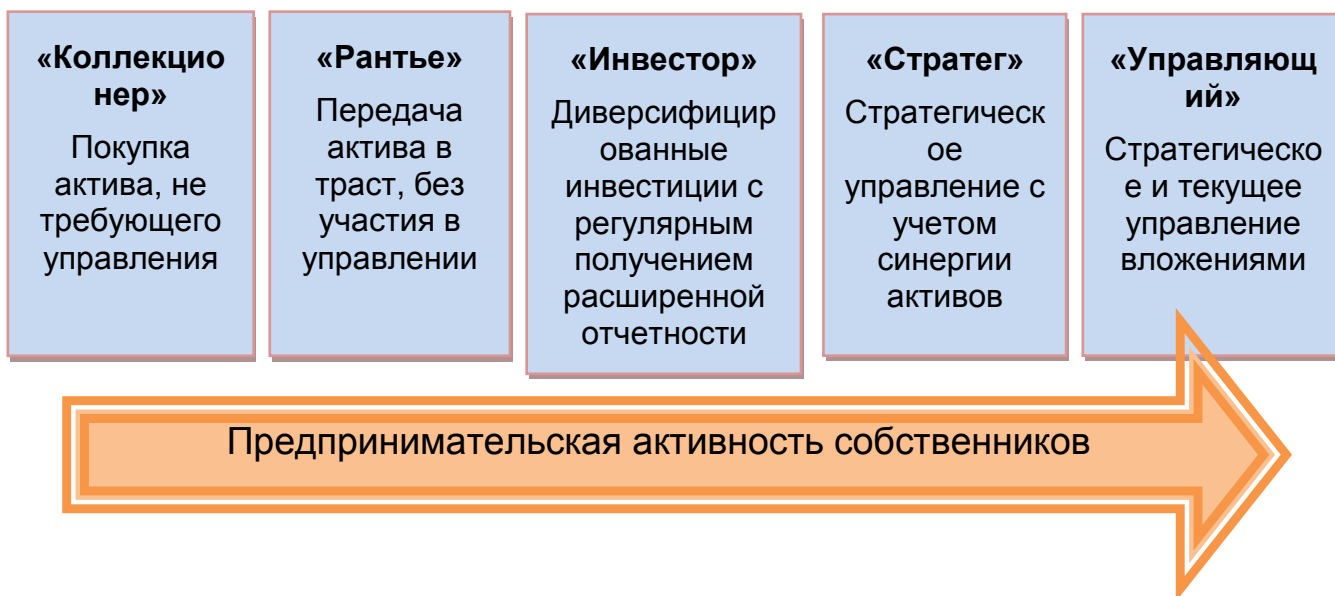 «Коллекцио
нер»
Покупка
актива, не
требующего
управления
«Рантье»
Передача
актива в
траст, без
участия в
управлении
«Инвестор»
Диверсифицир
ованные
инвестиции с
регулярным
получением
расширенной
отчетности
«Стратег»
Стратегическ
ое
управление с
учетом
синергии
активов
«Управляющ
ий»
Стратегическо
е и текущее
управление
вложениями
Предпринимательская активность собственников